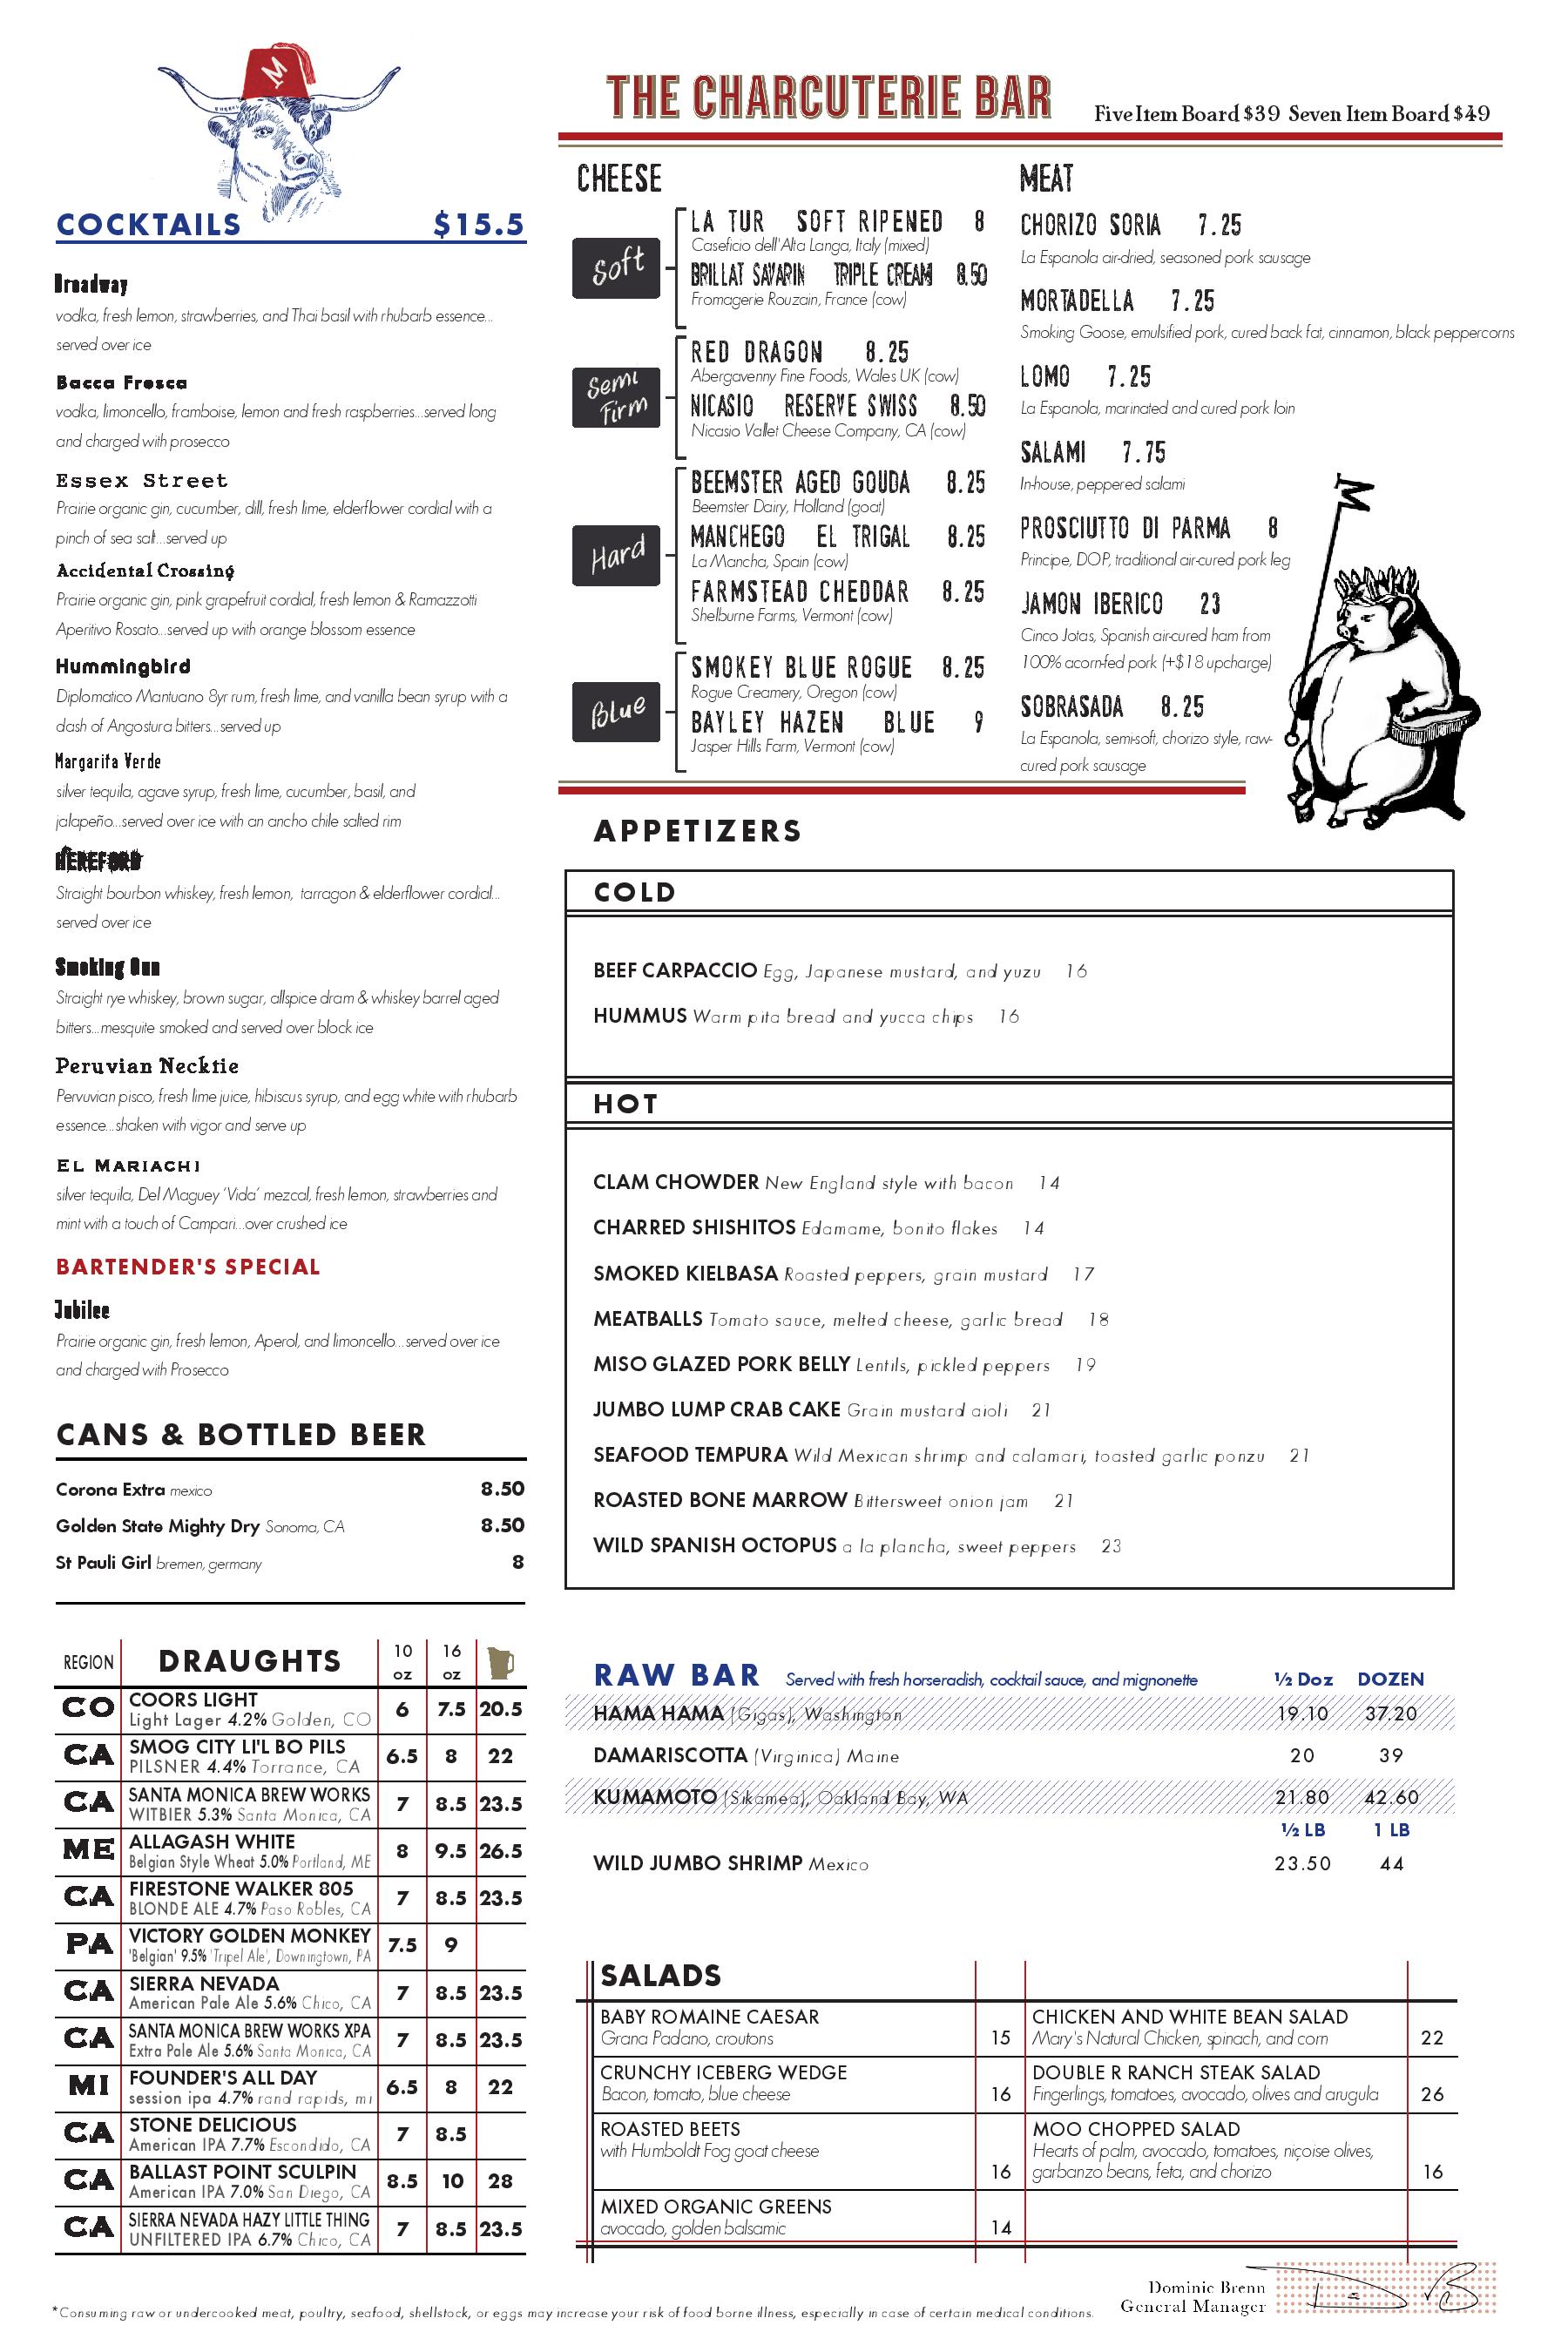 M
COCKTAILS $15.5
Broadway
vodka, fresh lemon, strawberries, and Thai basil with rhubarb essence...
served over ice
Bacca Fresca
vodka, limoncello, framboise, lemon and fresh raspberries...served long
and charged with prosecco
Essex Street
Prairie organic gin, cucumber, dill, fresh lime, elderflower cordial with a
pinch of sea salt...served up
Accidental Crossing
Prairie organic gin, pink grapefruit cordial, fresh lemon & Ramazzotti
Aperitivo Rosato...served up with orange blossom essence
Hummingbird
Diplomatico Mantuano 8yr rum, fresh lime, and vanilla bean syrup with a
dash of Angostura bitters...served up
Margarita Verde
silver tequila, agave syrup, fresh lime, cucumber, basil, and
jalapeño...served over ice with an ancho chile salted rim
HEREFORD
Straight bourbon whiskey, fresh lemon, tarragon & elderflower cordial...
served over ice
Smoking Gun
Straight rye whiskey, brown sugar, allspice dram & whiskey barrel aged
bitters...mesquite smoked and served over block ice
Peruvian Necktie
Pervuvian pisco, fresh lime juice, hibiscus syrup, and egg white with rhubarb
essence...shaken with vigor and serve up
EL MARIACHI
silver tequila, Del Maguey ‘Vida’ mezcal, fresh lemon, strawberries and
mint with a touch of Campari...over crushed ice
BARTENDER'S SPECIAL
Jubilee
Prairie organic gin, fresh lemon, Aperol, and limoncello...served over ice
and charged with Prosecco
CANS & BOTTLED BEER
Corona Extra mexico 8.50
Golden State Mighty Dry Sonoma, CA 8.50
St Pauli Girl bremen, germany 8
REGION DRAUGHTS 10 oz 16 oz
CO COORS LIGHT 6 7.5 20.5
Light Lager 4.2% Golden, CO
CA SMOG CITY LI'L BO PILS 6.5 8 22
PILSNER 4.4% Torrance, CA
CA SANTA MONICA BREW WORKS 7 8.5 23.5
WITBIER 5.3% Santa Monica, CA
ME ALLAGASH WHITE 8 9.5 26.5
Belgian Style Wheat 5.0% Portland, ME
CA FIRESTONE WALKER 805 7 8.5 23.5
BLONDE ALE 4.7% Paso Robles, CA
PA VICTORY GOLDEN MONKEY 7.5 9
'Belgian' 9.5% 'Tripel Ale', Downingtown, PA
CA SIERRA NEVADA 7 8.5 23.5
American Pale Ale 5.6% Chico, CA
CA SANTA MONICA BREW WORKS XPA 7 8.5 23.5
Extra Pale Ale 5.6% Santa Monica, CA
MI FOUNDER'S ALL DAY 6.5 8 22
session ipa 4.7% rand rapids, mi
CA STONE DELICIOUS 7 8.5
American IPA 7.7% Escondido, CA
CA BALLAST POINT SCULPIN 8.5 10 28
American IPA 7.0% San Diego, CA
CA SIERRA NEVADA HAZY LITTLE THING 7 8.5 23.5
UNFILTERED IPA 6.7% Chico, CA
THE CHARCUTERIE BAR Five Item Board $39 Seven Item Board $49
CHEESE
Soft
LA TUR SOFT RIPENED 8
Caseficio dell'Alta Langa, Italy (mixed)
BRILLAT SAVARIN TRIPLE CREAM 8.50
Fromagerie Rouzain, France (cow)
Semi
Firm
RED DRAGON 8.25
Abergavenny Fine Foods, Wales UK (cow)
NICASIO RESERVE SWISS 8.50
Nicasio Vallet Cheese Company, CA (cow)
Hard
BEEMSTER AGED GOUDA 8.25
Beemster Dairy, Holland (goat)
MANCHEGO EL TRIGAL 8.25
La Mancha, Spain (cow)
FARMSTEAD CHEDDAR 8.25
Shelburne Farms, Vermont (cow)
Blue
SMOKEY BLUE ROGUE 8.25
Rogue Creamery, Oregon (cow)
BAYLEY HAZEN BLUE 9
Jasper Hills Farm, Vermont (cow)
MEAT
CHORIZO SORIA 7.25
La Espanola air-dried, seasoned pork sausage
MORTADELLA 7.25
Smoking Goose, emulsified pork, cured back fat, cinnamon, black peppercorns
LOMO 7.25
La Espanola, marinated and cured pork loin
SALAMI 7.75
In-house, peppered salami
PROSCIUTTO DI PARMA 8
Principe, DOP, traditional air-cured pork leg
JAMON IBERICO 23
Cinco Jotas, Spanish air-cured ham from
100% acorn-fed pork (+$18 upcharge)
SOBRASADA 8.25
La Espanola, semi-soft, chorizo style, raw-
cured pork sausage
M
APPETIZERS
COLD
BEEF CARPACCIO Egg, Japanese mustard, and yuzu 16
HUMMUS Warm pita bread and yucca chips 16
HOT
CLAM CHOWDER New England style with bacon 14
CHARRED SHISHITOS Edamame, bonito flakes 14
SMOKED KIELBASA Roasted peppers, grain mustard 17
MEATBALLS Tomato sauce, melted cheese, garlic bread 18
MISO GLAZED PORK BELLY Lentils, pickled peppers 19
JUMBO LUMP CRAB CAKE Grain mustard aioli 21
SEAFOOD TEMPURA Wild Mexican shrimp and calamari, toasted garlic ponzu 21
ROASTED BONE MARROW Bittersweet onion jam 21
WILD SPANISH OCTOPUS a la plancha, sweet peppers 23
RAW BAR Served with fresh horseradish, cocktail sauce, and mignonette ½ Doz DOZEN
HAMA HAMA (Gigas), Washington 19.10 37.20
DAMARISCOTTA (Virginica) Maine 20 39
KUMAMOTO (Sikamea), Oakland Bay, WA 21.80 42.60
½ LB 1 LB
WILD JUMBO SHRIMP Mexico 23.50 44
SALADS
BABY ROMAINE CAESAR
Grana Padano, croutons 15
CRUNCHY ICEBERG WEDGE
Bacon, tomato, blue cheese 16
ROASTED BEETS
with Humboldt Fog goat cheese
16
MIXED ORGANIC GREENS
avocado, golden balsamic 14
CHICKEN AND WHITE BEAN SALAD
Mary's Natural Chicken, spinach, and corn 22
DOUBLE R RANCH STEAK SALAD
Fingerlings, tomatoes, avocado, olives and arugula 26
MOO CHOPPED SALAD
Hearts of palm, avocado, tomatoes, niçoise olives,
garbanzo beans, feta, and chorizo 16
Dominic Brenn
General Manager
*Consuming raw or undercooked meat, poultry, seafood, shellstock, or eggs may increase your risk of food borne illness, especially in case of certain medical conditions.